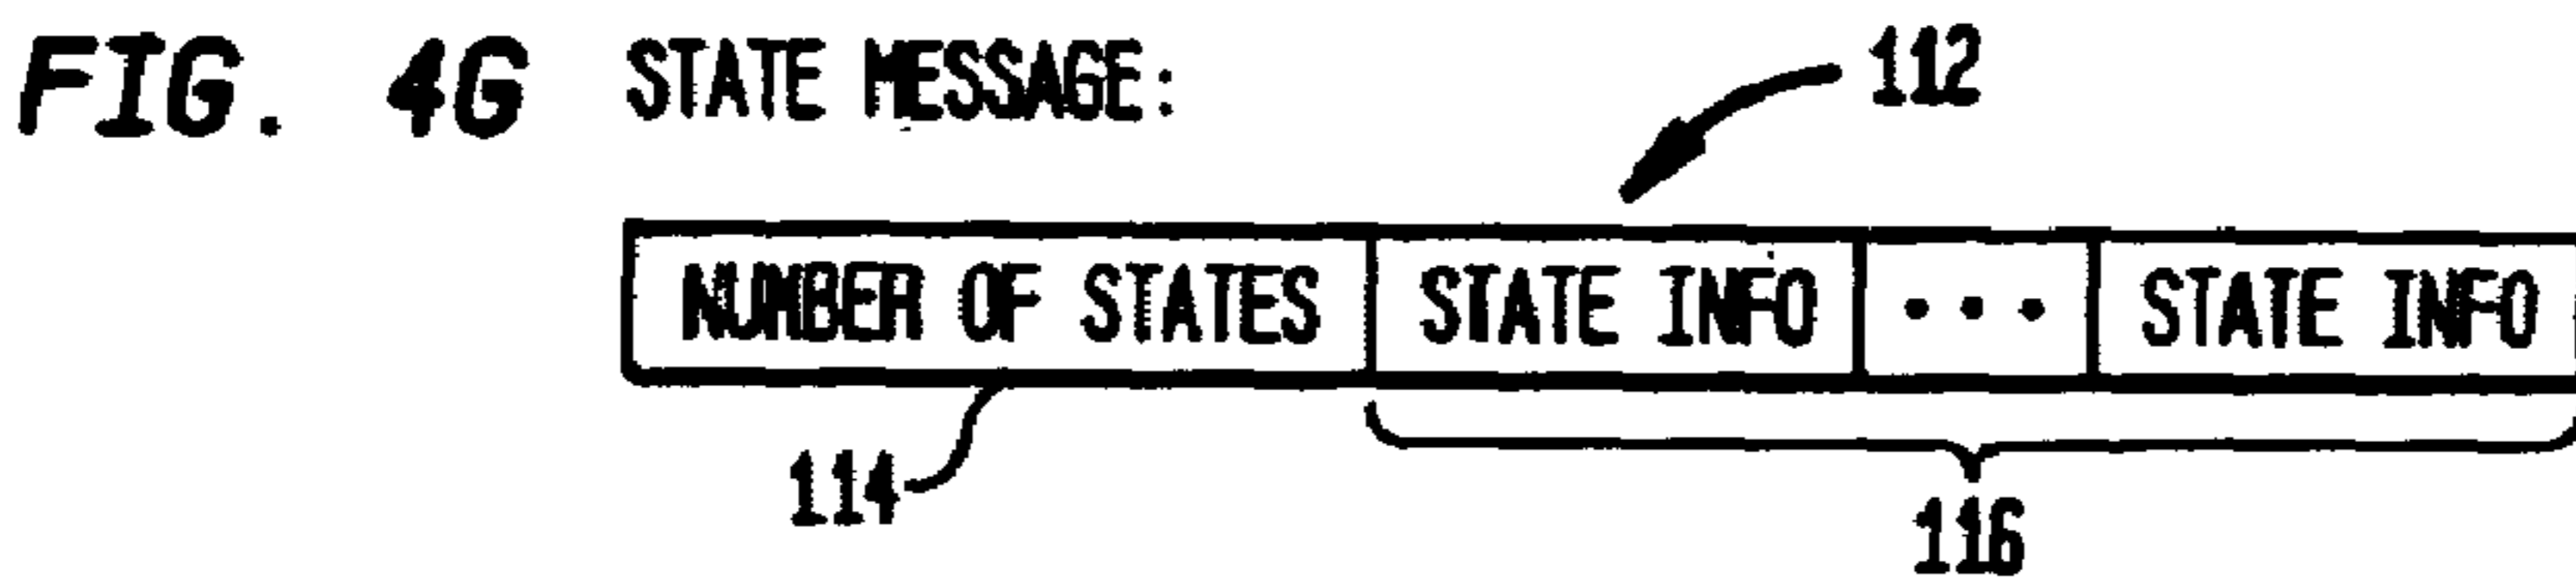 FIG. 4G STATE MESSAGE:
112
NUMBER OF STATES STATE INFO • • • STATE INFO
114
116